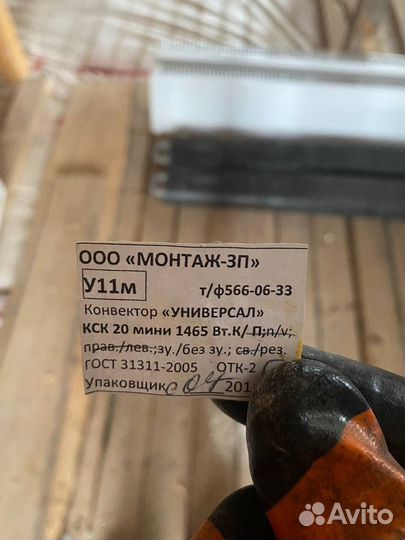 ООО «МОНТАЖ-ЗП»
У11м т/ф566-06-33
Конвектор «УНИВЕРСАЛ»
КСК 20 мини 1465 Вт.К/ П;п/v;
прав./лев.;зу./без зу.; св./рез.
ГОСТ 31311-2005 ОТК-2
Упаковщик 04 201
Avito